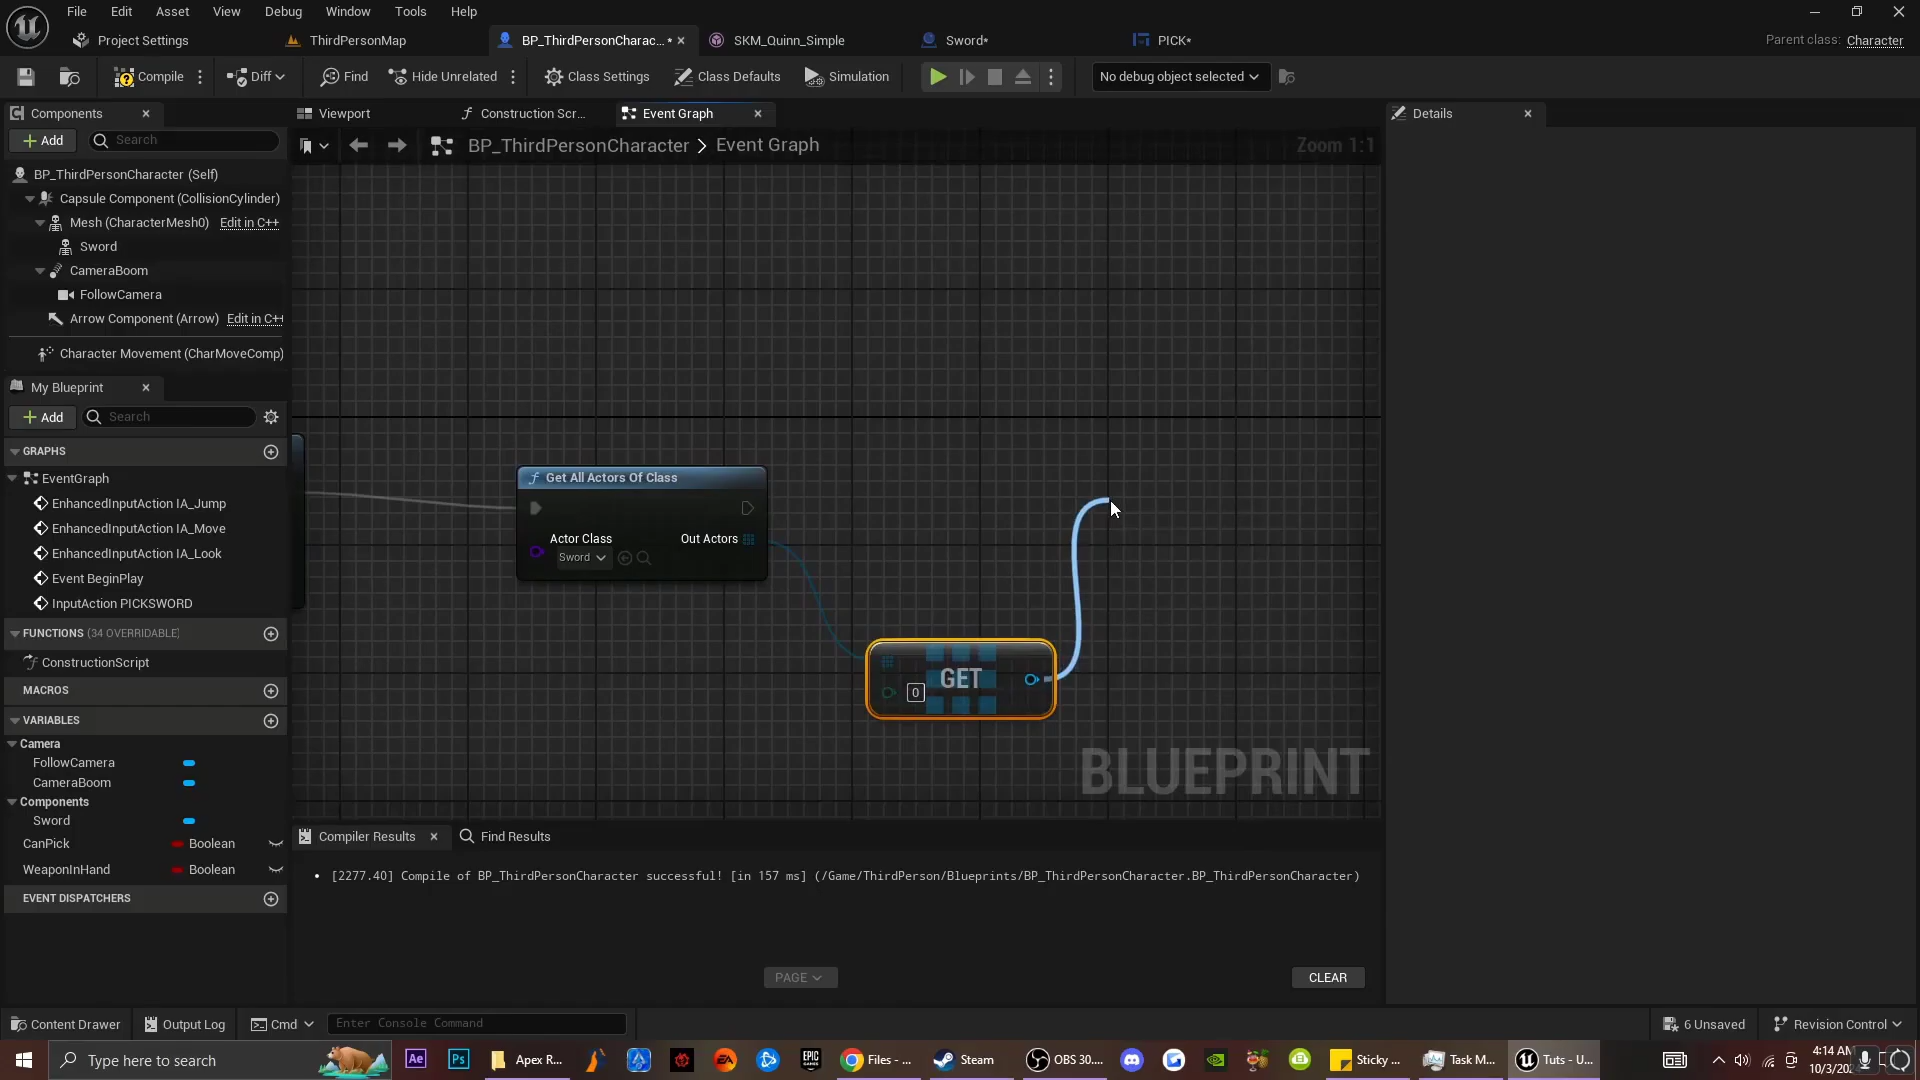 File Edit Asset View Debug Window Tools Help
Project Settings ThirdPersonMap BP_ThirdPersonCharac... * SKM_Quinn_Simple Sword* PICK* Parent class: Character
Compile Diff Find Hide Unrelated Class Settings Class Defaults Simulation No debug object selected
Components Viewport Construction Scr... Event Graph Details
Add Search BP_ThirdPersonCharacter > Event Graph Zoom 1:1
BP_ThirdPersonCharacter (Self)
Capsule Component (CollisionCylinder)
Mesh (CharacterMesh0) Edit in C++
Sword
CameraBoom
FollowCamera
Arrow Component (Arrow) Edit in C++
Character Movement (CharMoveComp)
My Blueprint
Add Search
GRAPHS
EventGraph
EnhancedInputAction IA_Jump
EnhancedInputAction IA_Move
EnhancedInputAction IA_Look
Event BeginPlay
InputAction PICKSWORD
FUNCTIONS (34 OVERRIDABLE)
ConstructionScript
MACROS
VARIABLES
Camera
FollowCamera
CameraBoom
Components
Sword
CanPick Boolean
WeaponInHand Boolean
EVENT DISPATCHERS
Get All Actors Of Class
Actor Class Out Actors
Sword
GET
0
BLUEPRINT
Compiler Results Find Results
• [2277.40] Compile of BP_ThirdPersonCharacter successful! [in 157 ms] (/Game/ThirdPerson/Blueprints/BP_ThirdPersonCharacter.BP_ThirdPersonCharacter)
PAGE CLEAR
Content Drawer Output Log Cmd Enter Console Command 6 Unsaved Revision Control
Type here to search Ae Ps Apex R... EA EPIC GAMES Files - ... Steam OBS 30.... Sticky ... Task M... Tuts - U... 4:14 AM